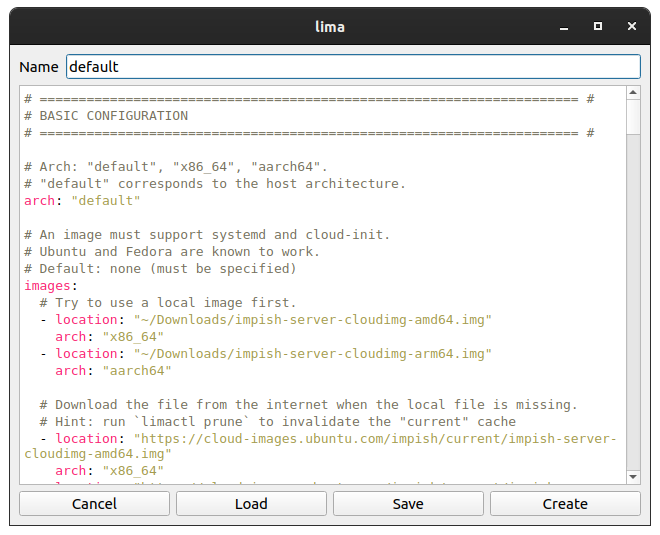 lima
Name default
# ===================================================================== #
# BASIC CONFIGURATION
# ===================================================================== #
# Arch: "default", "x86_64", "aarch64".
# "default" corresponds to the host architecture.
arch: "default"
# An image must support systemd and cloud-init.
# Ubuntu and Fedora are known to work.
# Default: none (must be specified)
images:
  # Try to use a local image first.
  - location: "~/Downloads/impish-server-cloudimg-amd64.img"
    arch: "x86_64"
  - location: "~/Downloads/impish-server-cloudimg-arm64.img"
    arch: "aarch64"
  # Download the file from the internet when the local file is missing.
  # Hint: run `limactl prune` to invalidate the "current" cache
  - location: "https://cloud-images.ubuntu.com/impish/current/impish-server-
cloudimg-amd64.img"
    arch: "x86_64"
Cancel Load Save Create